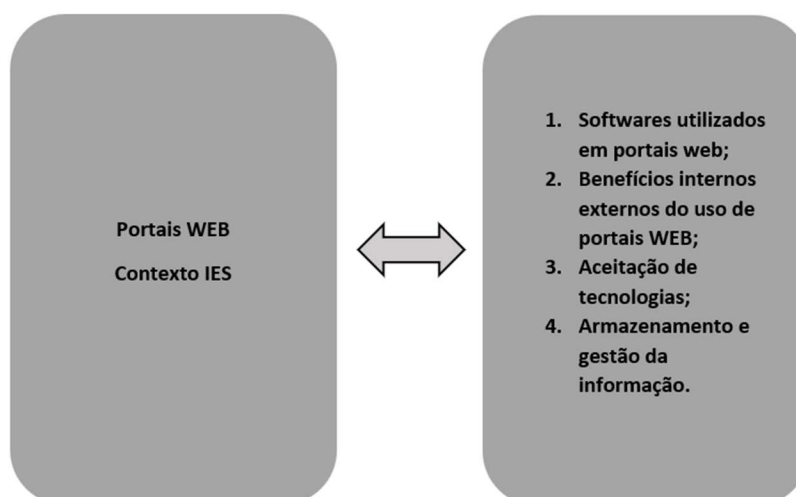 Portais WEB
Contexto IES
1. Softwares utilizados
em portais web;
2. Benefícios internos
externos do uso de
portais WEB;
3. Aceitação de
tecnologias;
4. Armazenamento e
gestão da
informação.